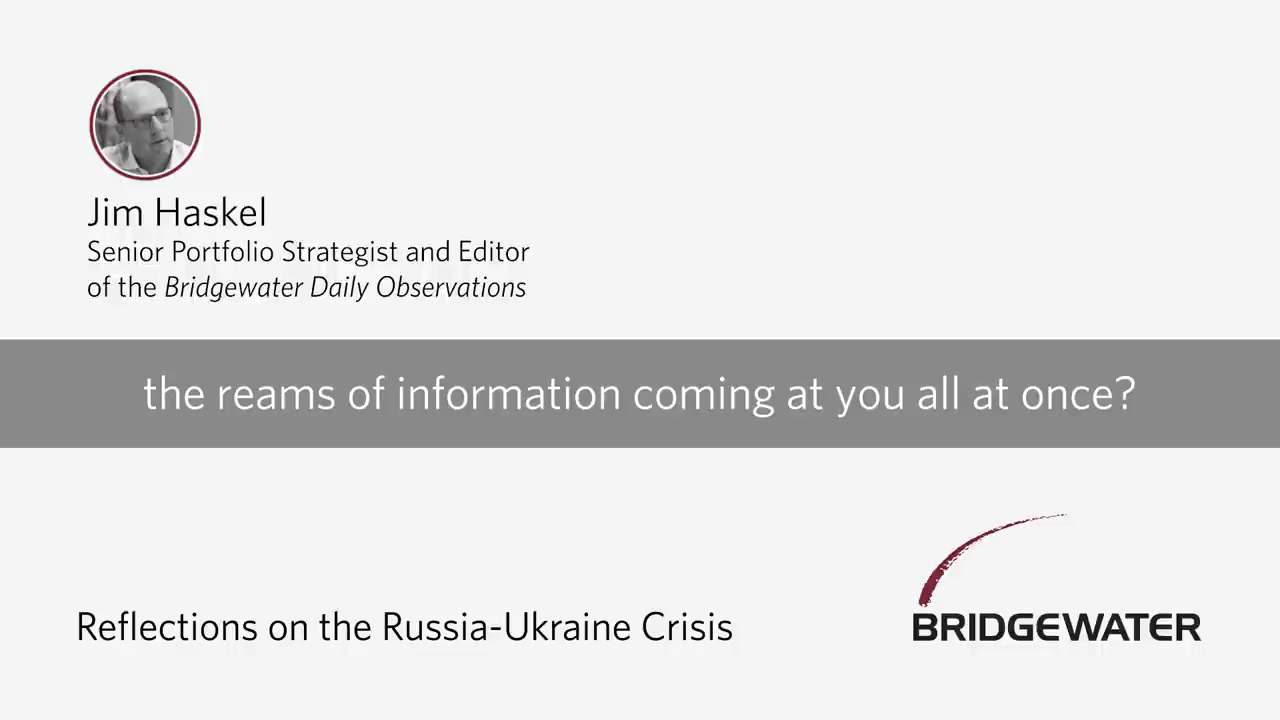 Jim Haskel
Senior Portfolio Strategist and Editor
of the Bridgewater Daily Observations
the reams of information coming at you all at once?
Reflections on the Russia-Ukraine Crisis
BRIDGEWATER